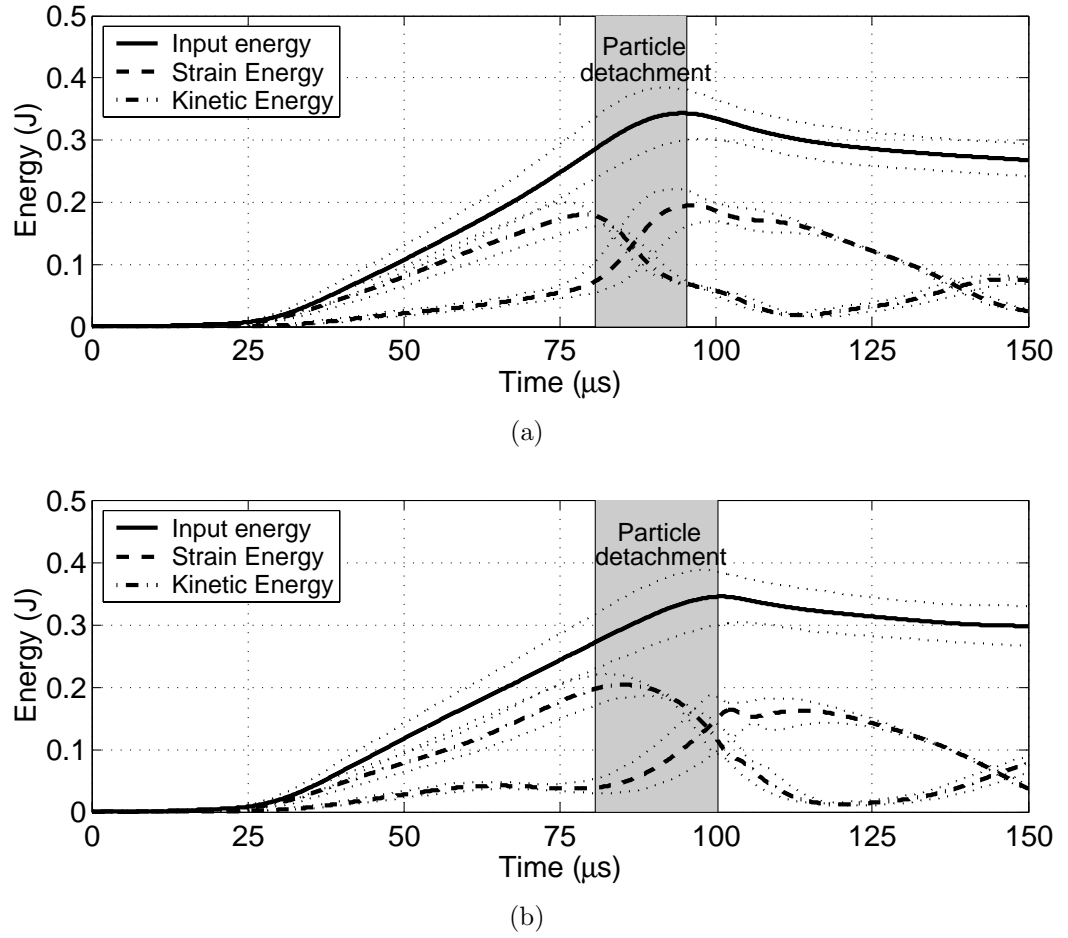 0.5
0.4
0.3
0.2
0.1
0
Energy (J)
Input energy
Strain Energy
Kinetic Energy
Particle
detachment
0 25 50 75 100 125 150
Time (μs)
(a)
0.5
0.4
0.3
0.2
0.1
0
Energy (J)
Input energy
Strain Energy
Kinetic Energy
Particle
detachment
0 25 50 75 100 125 150
Time (μs)
(b)